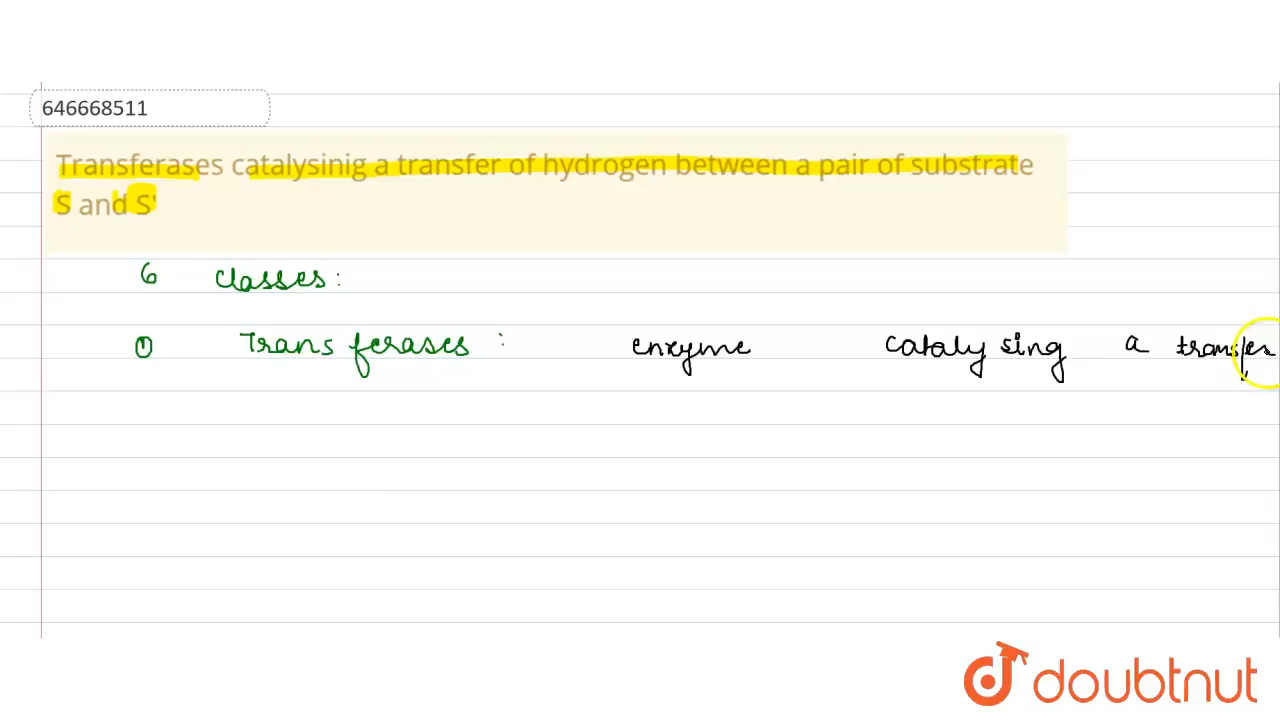 646668511
Transferases catalysinig a transfer of hydrogen between a pair of substrate
S and S'
6 Classes:
① Transferases: enzyme catalysing a transfer
doubtnut